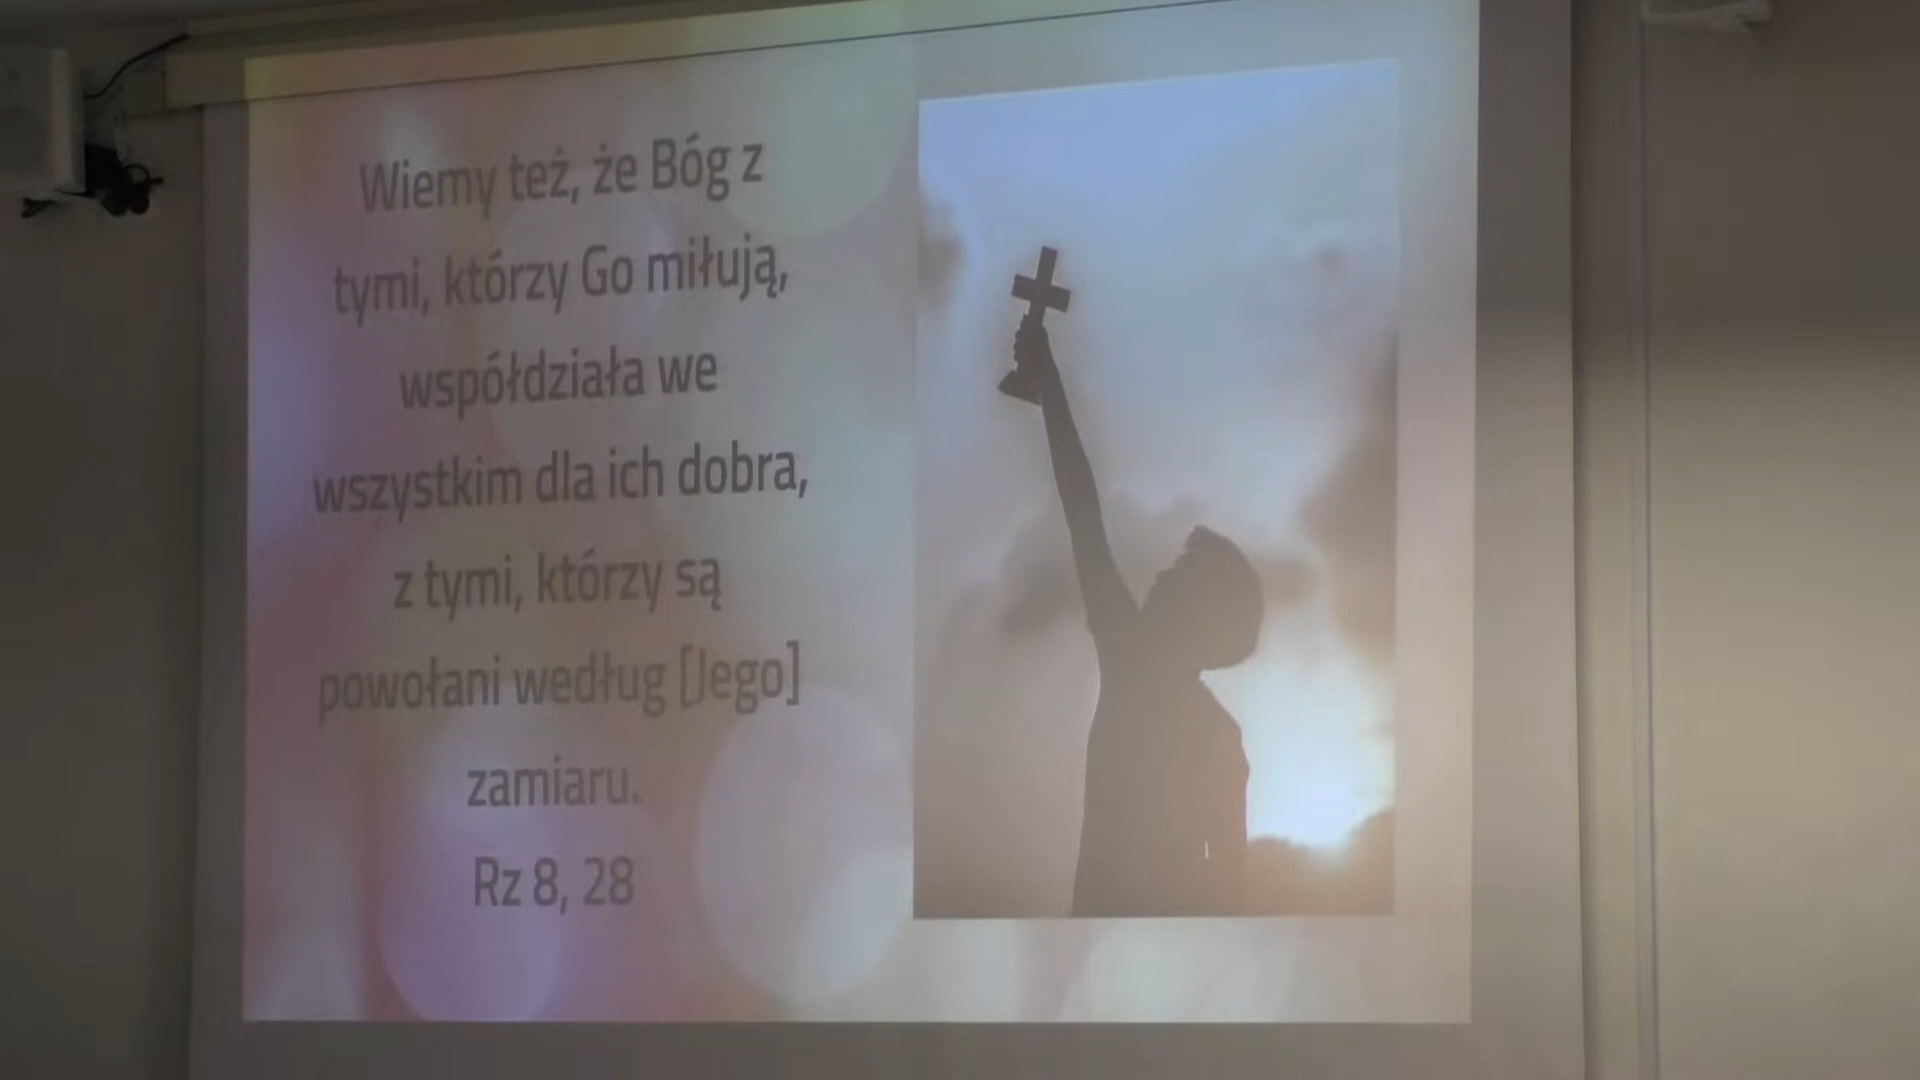 Wiemy też, że Bóg z
tymi, którzy Go miłują,
współdziała we
wszystkim dla ich dobra,
z tymi, którzy są
powołani według [Jego]
zamiaru.
Rz 8, 28